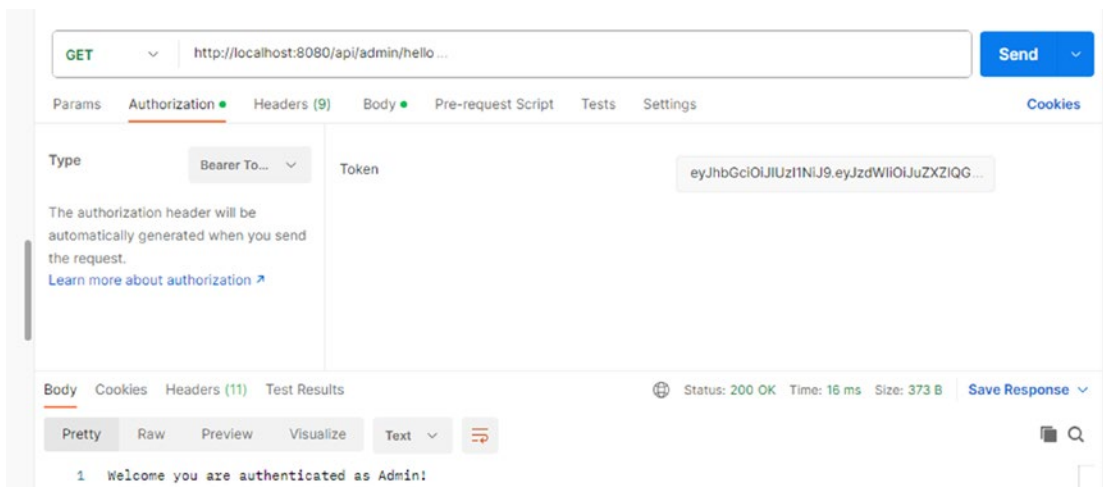 GET http://localhost:8080/api/admin/hello ... Send
Params Authorization Headers (9) Body Pre-request Script Tests Settings Cookies
Type Bearer To... Token eyJhbGciOiJIUzI1NiJ9.eyJzdWIiOiJuZXZlQG...
The authorization header will be
automatically generated when you send
the request.
Learn more about authorization ↗
Body Cookies Headers (11) Test Results Status: 200 OK Time: 16 ms Size: 373 B Save Response
Pretty Raw Preview Visualize Text
1 Welcome you are authenticated as Admin!